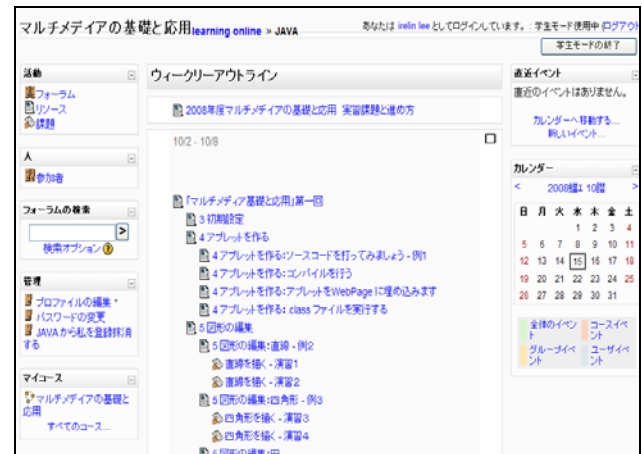 マルチメデイアの基礎と応用learning online » JAVA
あなたは irelin lee としてログインしています。: 学生モード使用中 (ログアウ
学生モードの終了
活動
フォーラム
リソース
課題
人
参加者
フォーラムの検索
>
検索オプション
管理
プロファイルの編集
パスワードの変更
JAVA から私を登録抹消
する
マイコース
マルチメデイアの基礎と
応用
すべてのコース...
ウィークリーアウトライン
2008年度マルチメデイアの基礎と応用 実習課題と進め方
10/2 - 10/8
「マルチメディア基礎と応用」第一回
3 初期設定
4 アプレットを作る
4 アプレットを作る:ソースコードを打ってみましょう - 例1
4 アプレットを作る:コンパイルを行う
4 アプレットを作る:アプレットをWebPage に埋め込みます
4 アプレットを作る: class ファイルを実行する
5 図形の編集
5 図形の編集:直線 - 例2
直線を描く - 演習1
直線を描く - 演習2
5 図形の編集:四角形 - 例3
四角形を描く - 演習3
四角形を描く - 演習4
直近イベント
直近のイベントはありません。
カレンダーへ移動する...
新しいイベント...
カレンダー
< 2008 10 >
日 月 火 水 木 金 土
1 2 3 4
5 6 7 8 9 10 11
12 13 14 15 16 17 18
19 20 21 22 23 24 25
26 27 28 29 30 31
全体のイベン
ト
コースイベ
ント
グループイベ
ント
ユーザイベ
ント